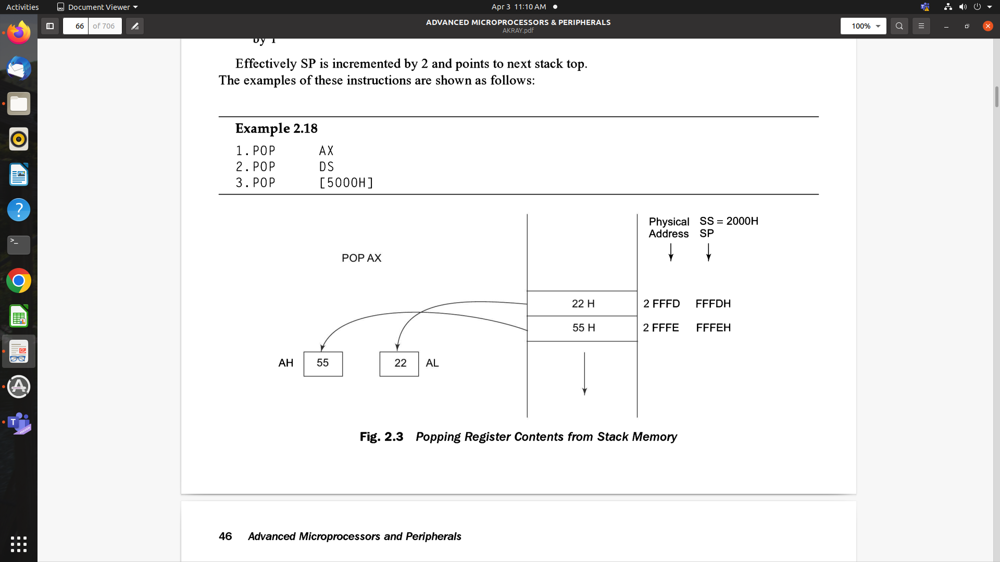 Activities
Document Viewer
Apr 3 11:10 AM
66 of 706
ADVANCED MICROPROCESSORS & PERIPHERALS
AKRAY.pdf
100%
by 1
Effectively SP is incremented by 2 and points to next stack top.
The examples of these instructions are shown as follows:
Example 2.18
1. POP AX
2. POP DS
3. POP [5000H]
Physical SS = 2000H
Address SP
POP AX
22 H 2 FFFD FFFDH
55 H 2 FFFE FFFEH
AH 55 22 AL
Fig. 2.3 Popping Register Contents from Stack Memory
46 Advanced Microprocessors and Peripherals